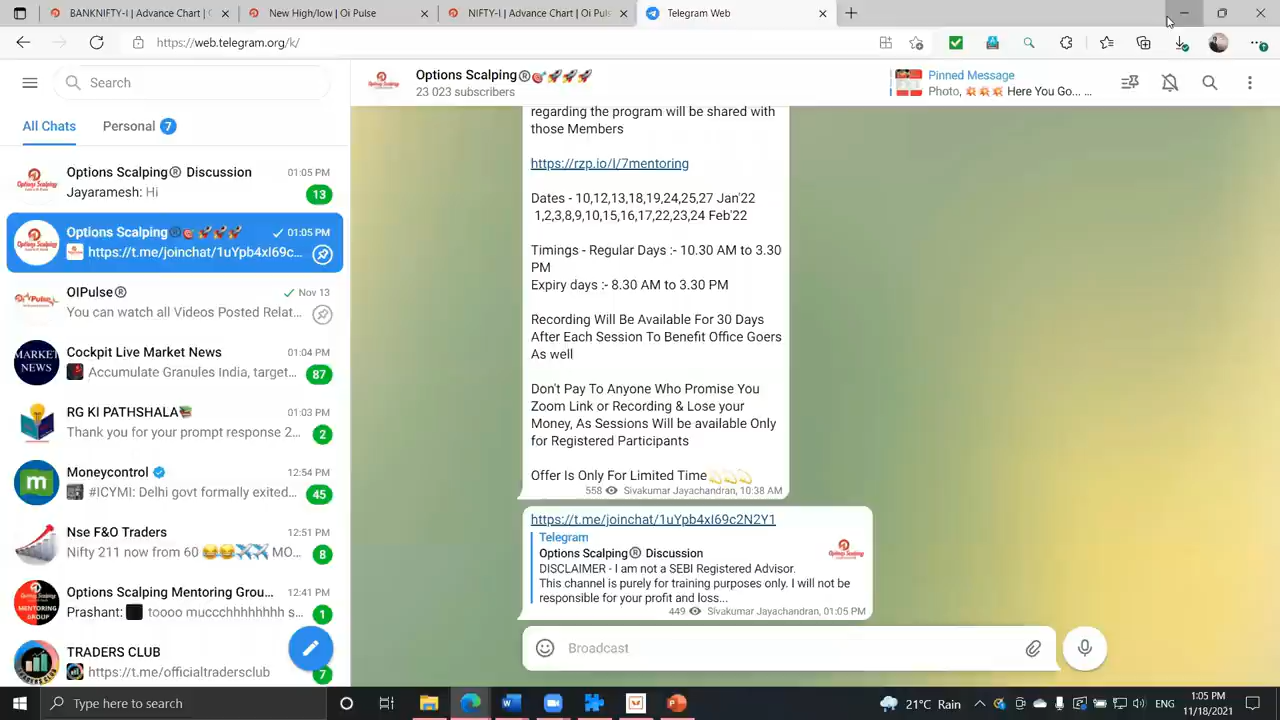 BANKNIFTY-I | Advance Chart | O
New High/low | Oi Pulse
NIFTY-I | Advance Chart | Oi Puls
Telegram Web
https://web.telegram.org/k/
Search
All Chats
Personal 7
Options Scalping® Discussion 01:05 PM
Jayaramesh: Hi 13
Options Scalping®🎯🚀🚀🚀 01:05 PM
https://t.me/joinchat/1uYpb4xI69c...
OIPulse® Nov 13
You can watch all Videos Posted Relat...
MARKET NEWS
Cockpit Live Market News 01:04 PM
Accumulate Granules India, target... 87
RG KI PATHSHALA📚 01:03 PM
Thank you for your prompt response 2... 2
Moneycontrol 12:54 PM
#ICYMI: Delhi govt formally exited... 45
Nse F&O Traders 12:51 PM
Nifty 211 now from 60 😂😂✈️✈️ MO... 8
Options Scalping Mentoring Grou... 12:41 PM
Prashant: toooo muccchhhhhhhh s... 1
TRADERS CLUB
https://t.me/officialtradersclub 7
Options Scalping®🎯🚀🚀🚀
23 023 subscribers
Pinned Message
Photo, 💥💥💥 Here You Go... ...
regarding the program will be shared with
those Members
https://rzp.io/l/7mentoring
Dates - 10,12,13,18,19,24,25,27 Jan'22
1,2,3,8,9,10,15,16,17,22,23,24 Feb'22
Timings - Regular Days :- 10.30 AM to 3.30
PM
Expiry days :- 8.30 AM to 3.30 PM
Recording Will Be Available For 30 Days
After Each Session To Benefit Office Goers
As well
Don't Pay To Anyone Who Promise You
Zoom Link or Recording & Lose your
Money, As Sessions Will be available Only
for Registered Participants
Offer Is Only For Limited Time💫💫💫
558 Sivakumar Jayachandran, 10:38 AM
https://t.me/joinchat/1uYpb4xI69c2N2Y1
Telegram
Options Scalping® Discussion
DISCLAIMER - I am not a SEBI Registered Advisor.
This channel is purely for training purposes only. I will not be
responsible for your profit and loss...
449 Sivakumar Jayachandran, 01:05 PM
Broadcast
Type here to search
21°C Rain
ENG
1:05 PM
11/18/2021